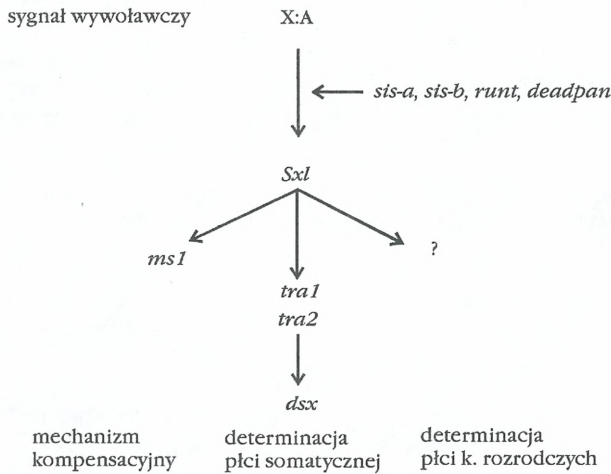 sygnał wywoławczy X:A
sis-a, sis-b, runt, deadpan
Sxl
ms1 ?
tra1
tra2
dsx
mechanizm determinacja determinacja
kompensacyjny płci somatycznej płci k. rozrodczych